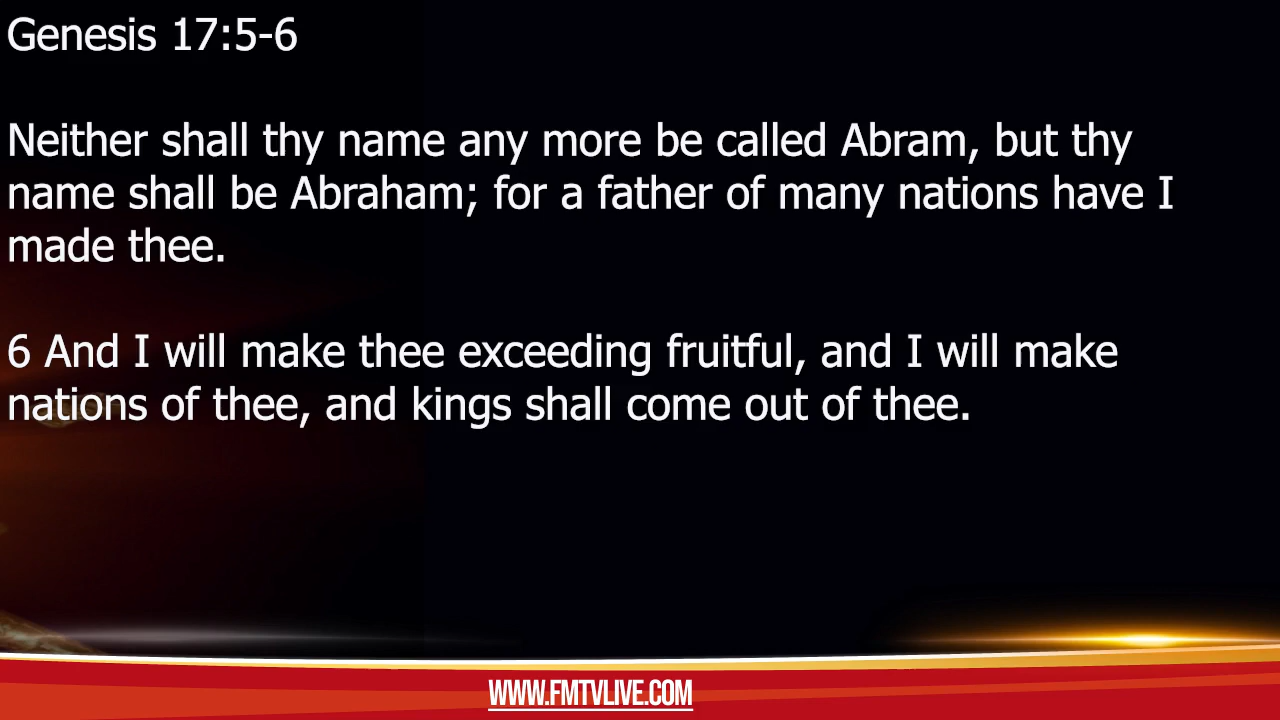 Genesis 17:5-6
Neither shall thy name any more be called Abram, but thy
name shall be Abraham; for a father of many nations have I
made thee.
6 And I will make thee exceeding fruitful, and I will make
nations of thee, and kings shall come out of thee.
WWW.FMTVLIVE.COM